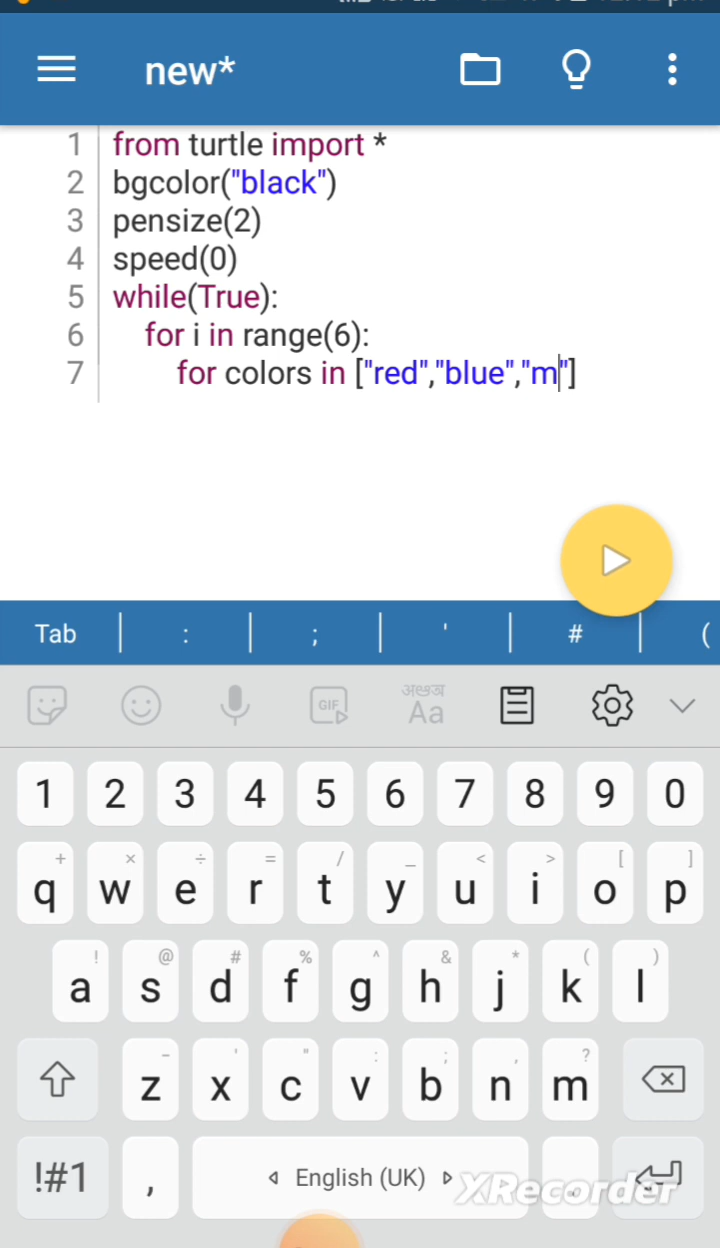 new*
1 from turtle import *
2 bgcolor("black")
3 pensize(2)
4 speed(0)
5 while(True):
6 for i in range(6):
7 for colors in ["red","blue","m"]
Tab : ; ' # (
GIF Aa
1 2 3 4 5 6 7 8 9 0
+ × ÷ = / _ < > [ ]
q w e r t y u i o p
! @ # % ^ & * ( )
a s d f g h j k l
- ' " : ; , ?
z x c v b n m
!#1 , English (UK) .
XRecorder